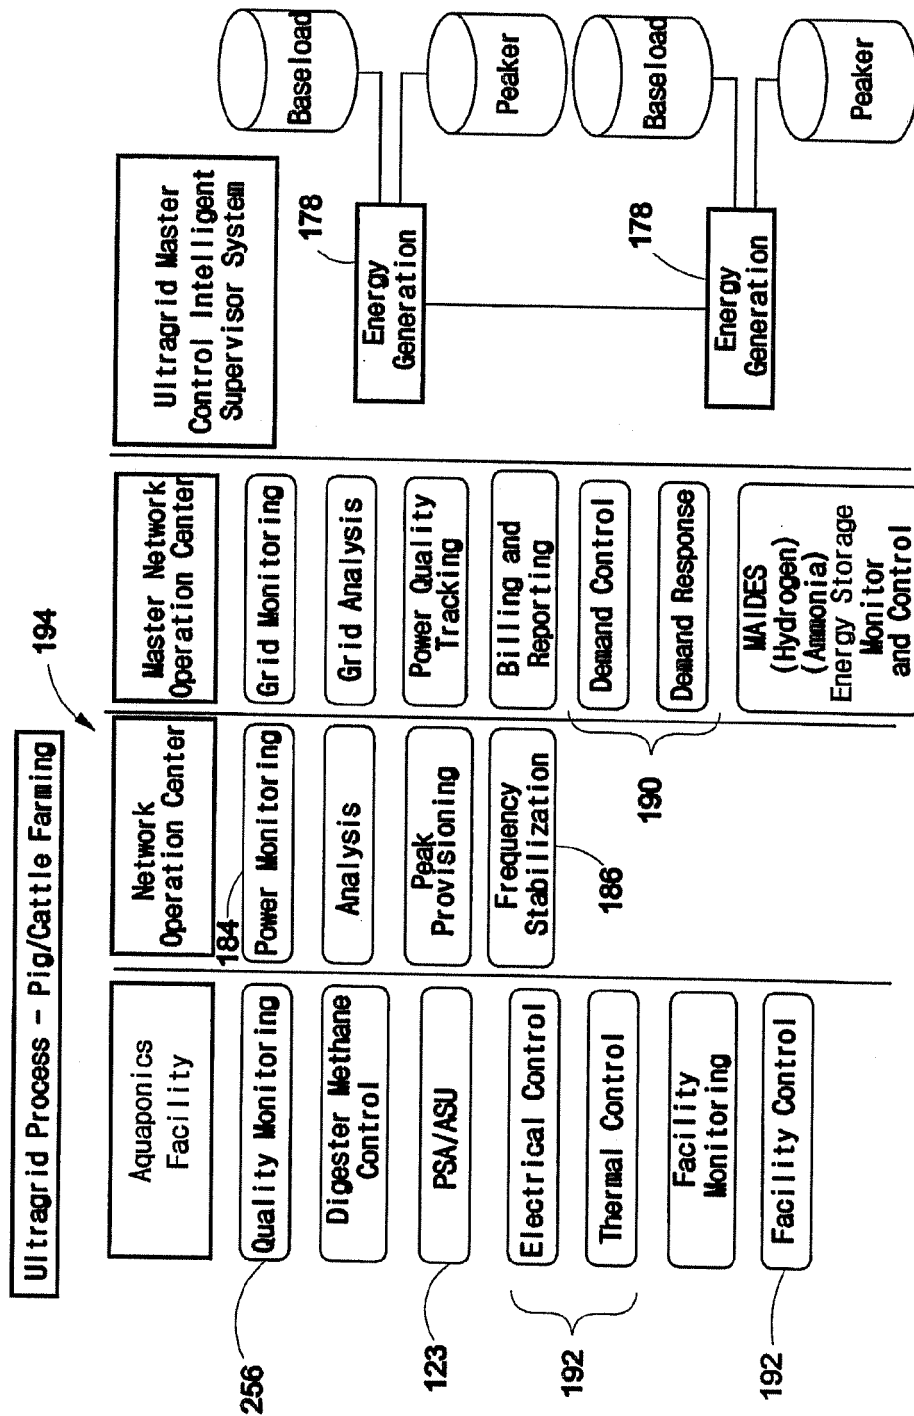 Ultragrid Process - Pig/Cattle Farming
194
Aquaponics
Facility
256
Quality Monitoring
Digester Methane
Control
123
PSA/ASU
Electrical Control
Thermal Control
192
Facility
Monitoring
Facility Control
192
Network
Operation Center
184
Power Monitoring
Analysis
Peak
Provisioning
Frequency
Stabilization
186
Master Network
Operation Center
Grid Monitoring
Grid Analysis
Power Quality
Tracking
Billing and
Reporting
Demand Control
Demand Response
190
MAIDES
(Hydrogen)
(Ammonia)
Energy Storage
Monitor
and Control
Ultragrid Master
Control Intelligent
Supervisor System
178
Energy
Generation
Baseload
Peaker
178
Energy
Generation
Baseload
Peaker